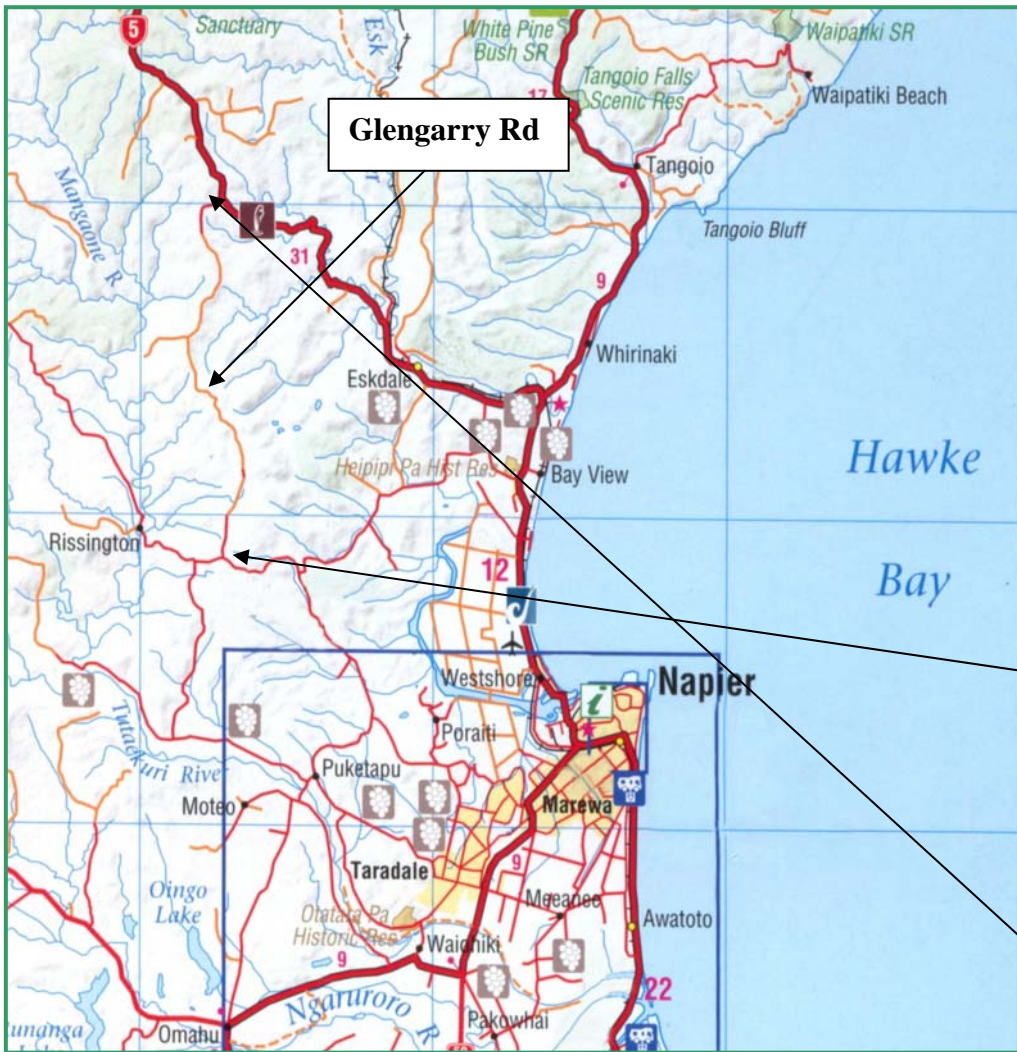 5
Sanctuary
Esk
White Pine
Bush SR
Waipatiki SR
17
Tangoio Falls
Scenic Res
Waipatiki Beach
Glengarry Rd
Tangoio
Mangaone R
Tangoio Bluff
31
9
Whirinaki
Eskdale
Hawke
Bay
Heipipi Pa Hist Res
Bay View
Rissington
12
Westshore
Napier
i
Poraiti
Tutaekuri River
Puketapu
Moteo
Marewa
Taradale
9
Oingo
Lake
Meeanee
Otatara Pa
Historic Res
Awatoto
Waiohiki
9
22
Ngaruroro R
Omahu
Pakowhai
50